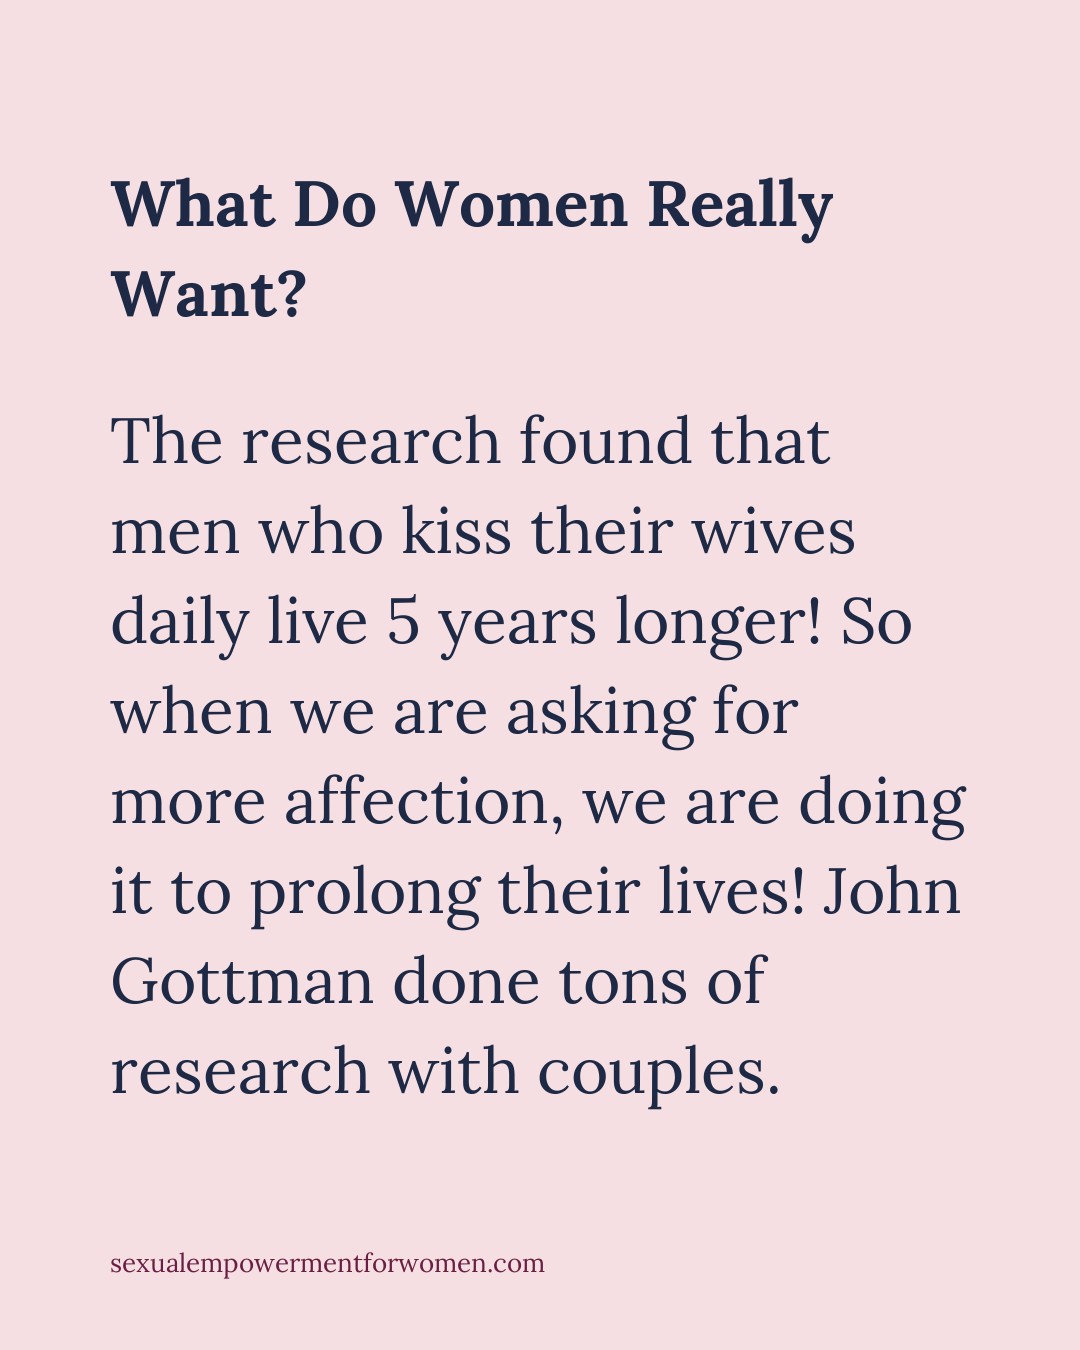 What Do Women Really
Want?
The research found that
men who kiss their wives
daily live 5 years longer! So
when we are asking for
more affection, we are doing
it to prolong their lives! John
Gottman done tons of
research with couples.
sexualempowermentforwomen.com